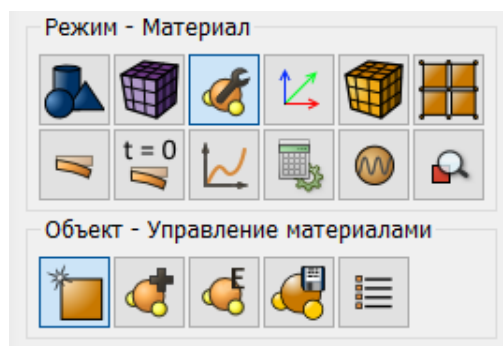 Режим - Материал
t = 0
Объект - Управление материалами
E